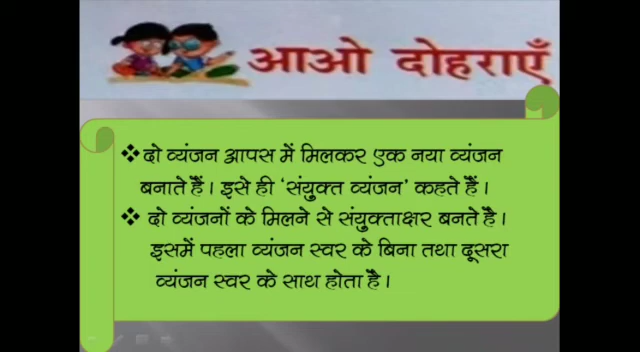 आओ दोहराएँ
❖दो व्यंजन आपस में मिलकर एक नया व्यंजन
बनाते हैं। इसे ही ‘संयुक्त व्यंजन’ कहते हैं।
❖ दो व्यंजनों के मिलने से संयुक्ताक्षर बनते है।
इसमें पहला व्यंजन स्वर के बिना तथा दूसरा
व्यंजन स्वर के साथ होता है।